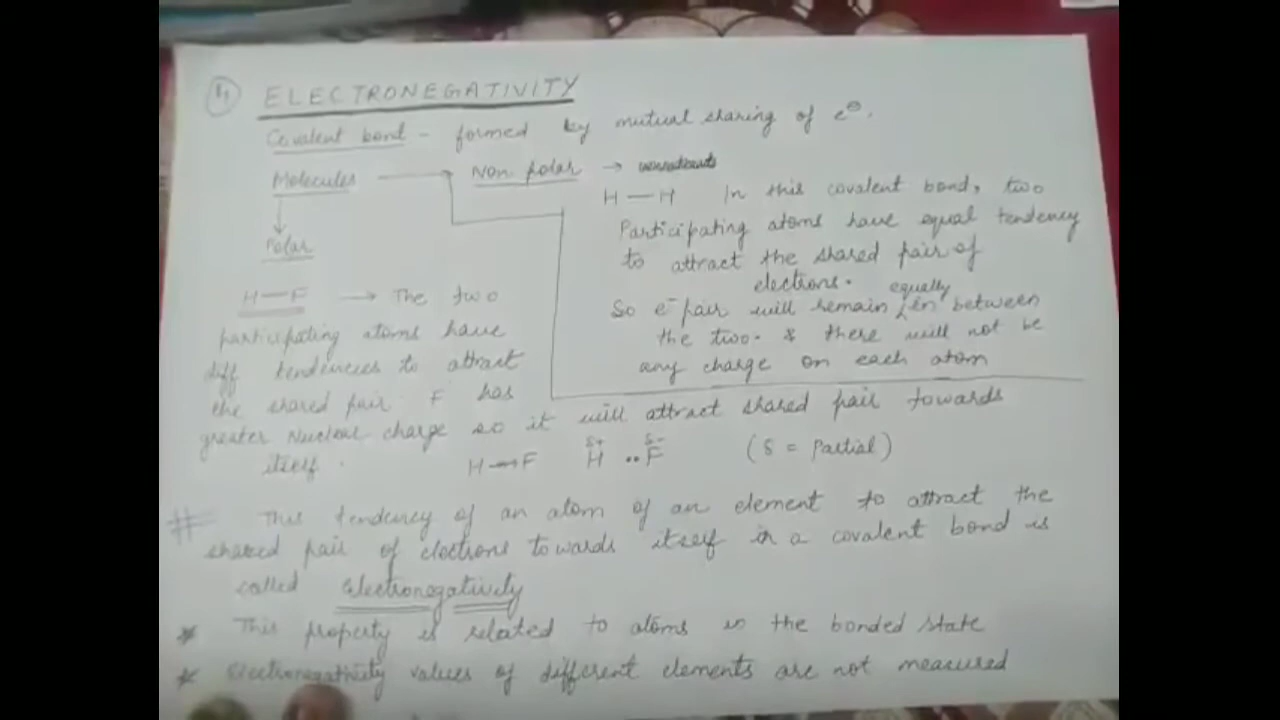 ELECTRONEGATIVITY
Covalent bond - formed by mutual sharing of e⊖.
Molecules → Non polar →
Polar
H—H In this covalent bond, two
participating atoms have equal tendency
to attract the shared pair of
electrons.
So e⁻ pair will remain equally in between
the two. & there will not be
any charge on each atom
H—F → The two
participating atoms have
diff tendencies to attract
the shared pair. F has
greater Nuclear charge so it will attract shared pair towards
itself.
H→F δ+ H ••F δ- (δ = Partial)
# This tendency of an atom of an element to attract the
shared pair of electrons towards itself in a covalent bond is
called Electronegativity
* This property is related to atoms in the bonded state
* Electronegativity values of different elements are not measured